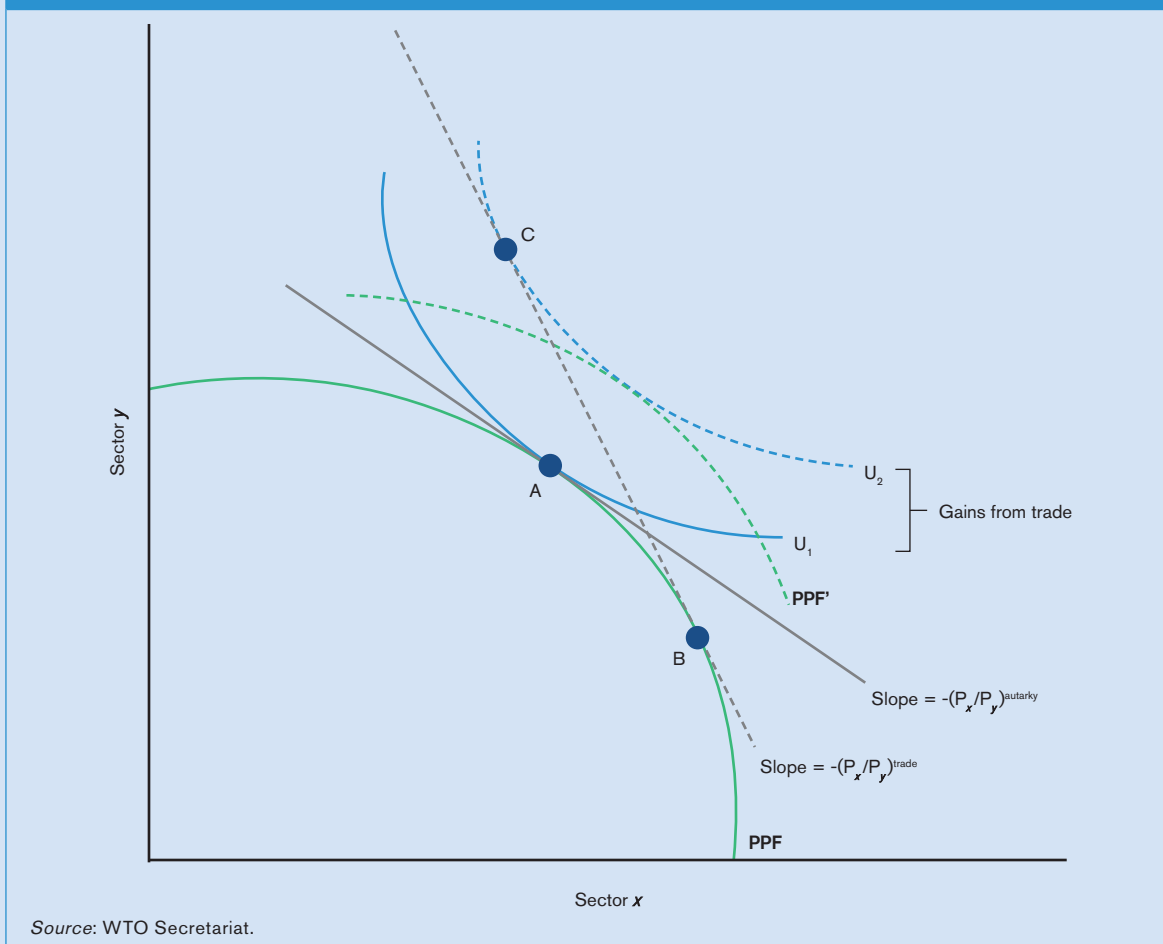 C
Sector y
A
U2
Gains from trade
U1
PPF’
B
Slope = -(Px/Py)autarky
Slope = -(Px/Py)trade
PPF
Sector x
Source: WTO Secretariat.